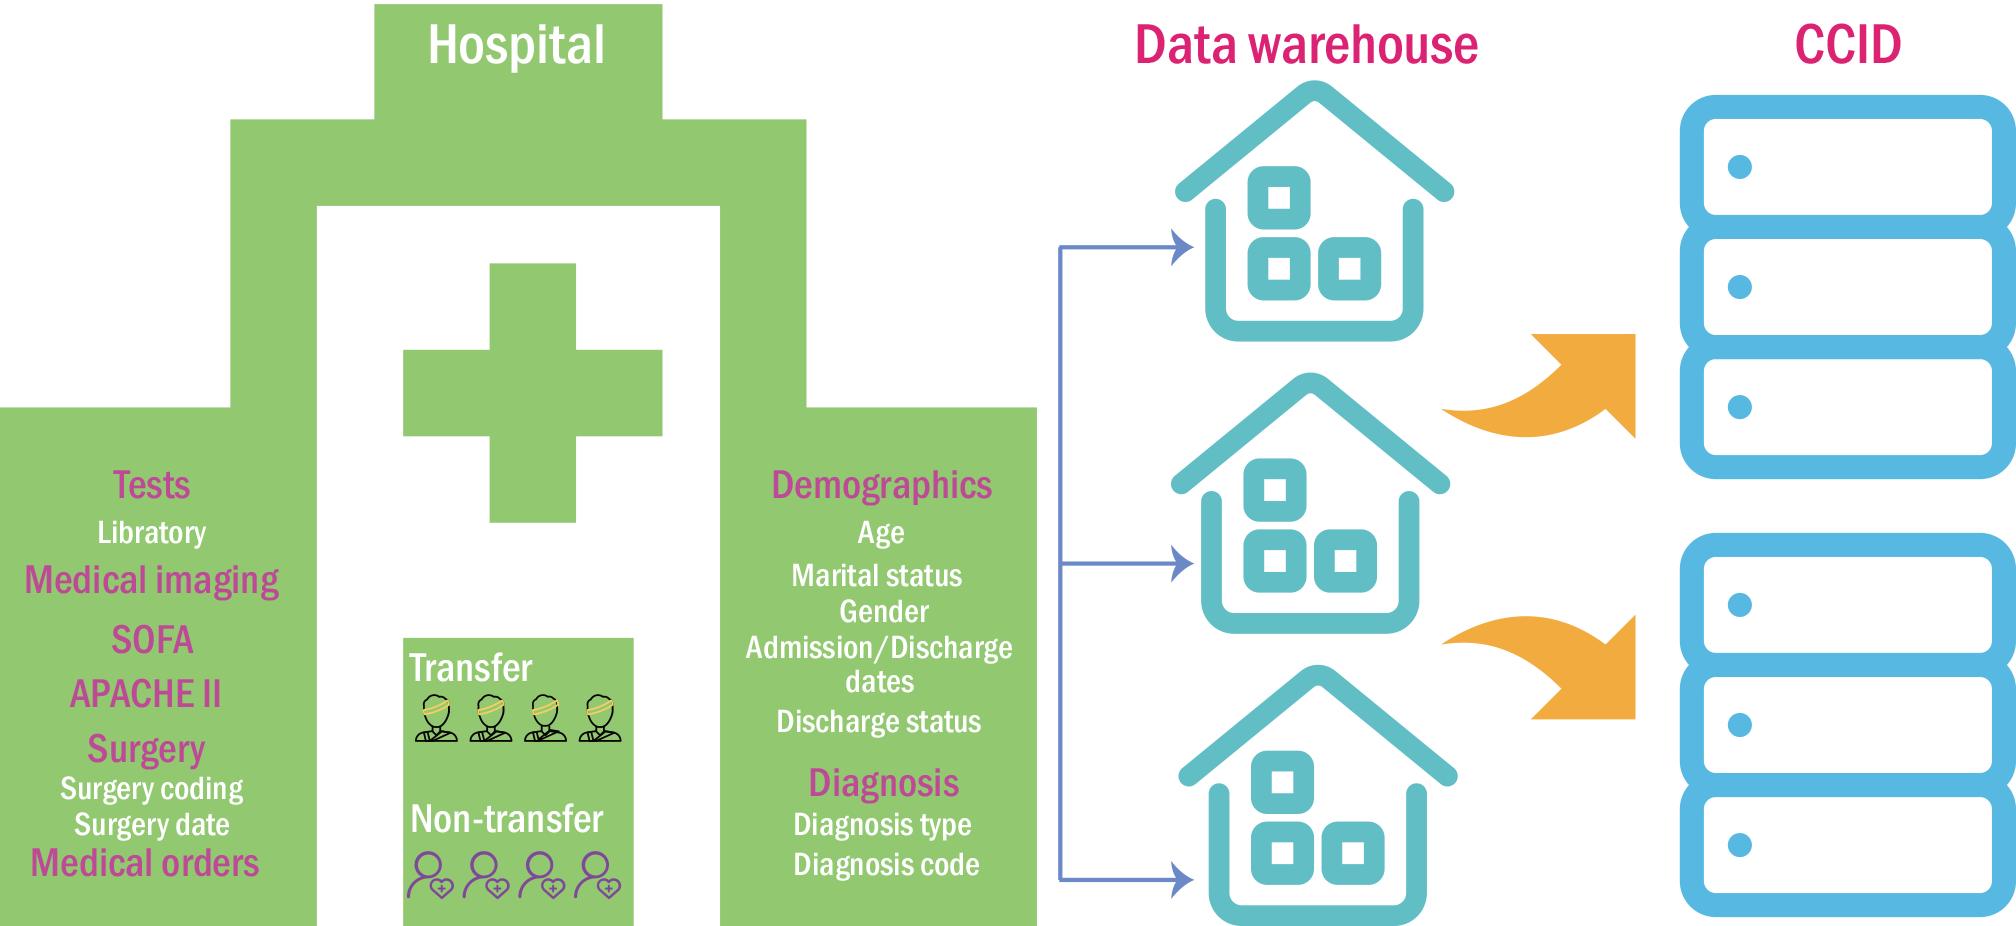 Hospital
Data warehouse
CCID
Tests
Libratory
Medical imaging
SOFA
APACHE II
Surgery
Surgery coding
Surgery date
Medical orders
Transfer
Non-transfer
Demographics
Age
Marital status
Gender
Admission/Discharge
dates
Discharge status
Diagnosis
Diagnosis type
Diagnosis code